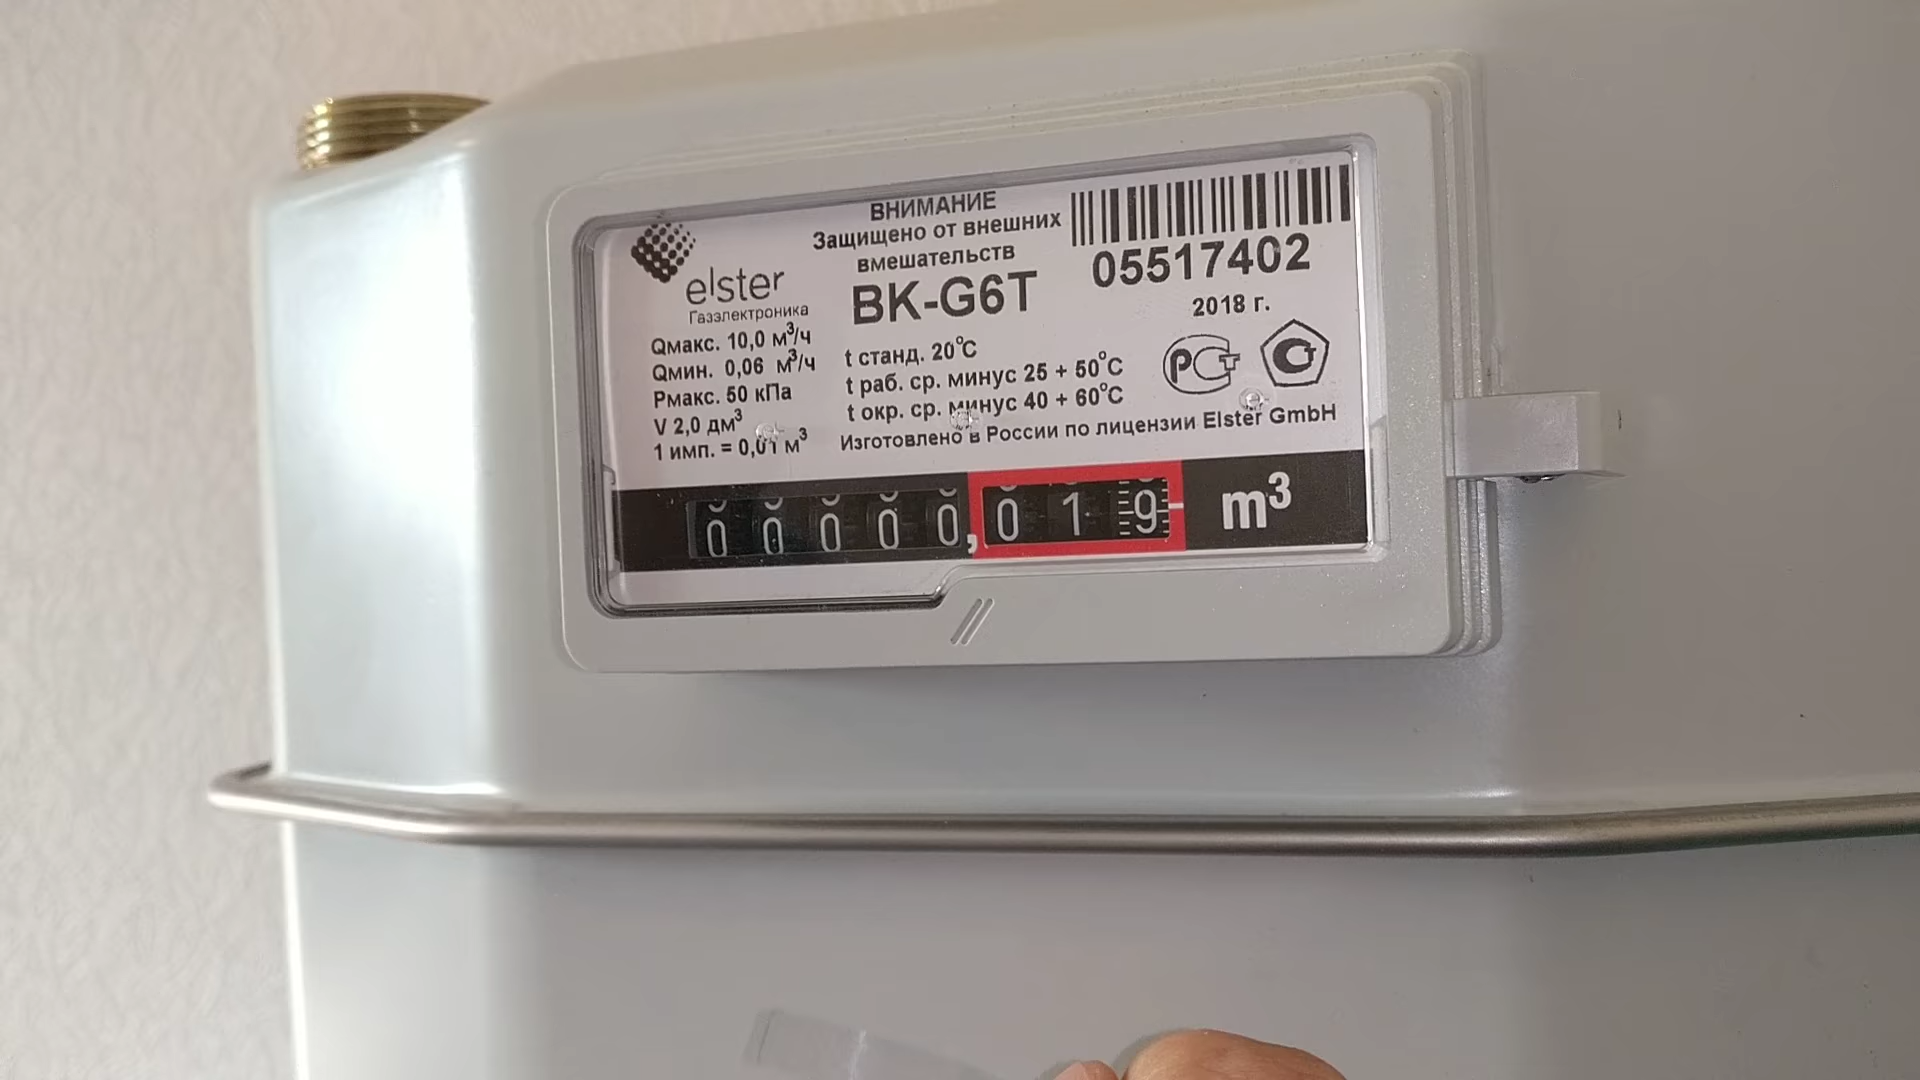 elster
Газэлектроника
Qмакс. 10,0 м³/ч
Qмин. 0,06 м³/ч
Pмакс. 50 кПа
V 2,0 дм³
1 имп. = 0,01 м³
ВНИМАНИЕ
Защищено от внешних
вмешательств
BK-G6T
t станд. 20°C
t раб. ср. минус 25 + 50°C
t окр. ср. минус 40 + 60°C
Изготовлено в России по лицензии Elster GmbH
05517402
2018 г.
РСТ
00000,019 m³